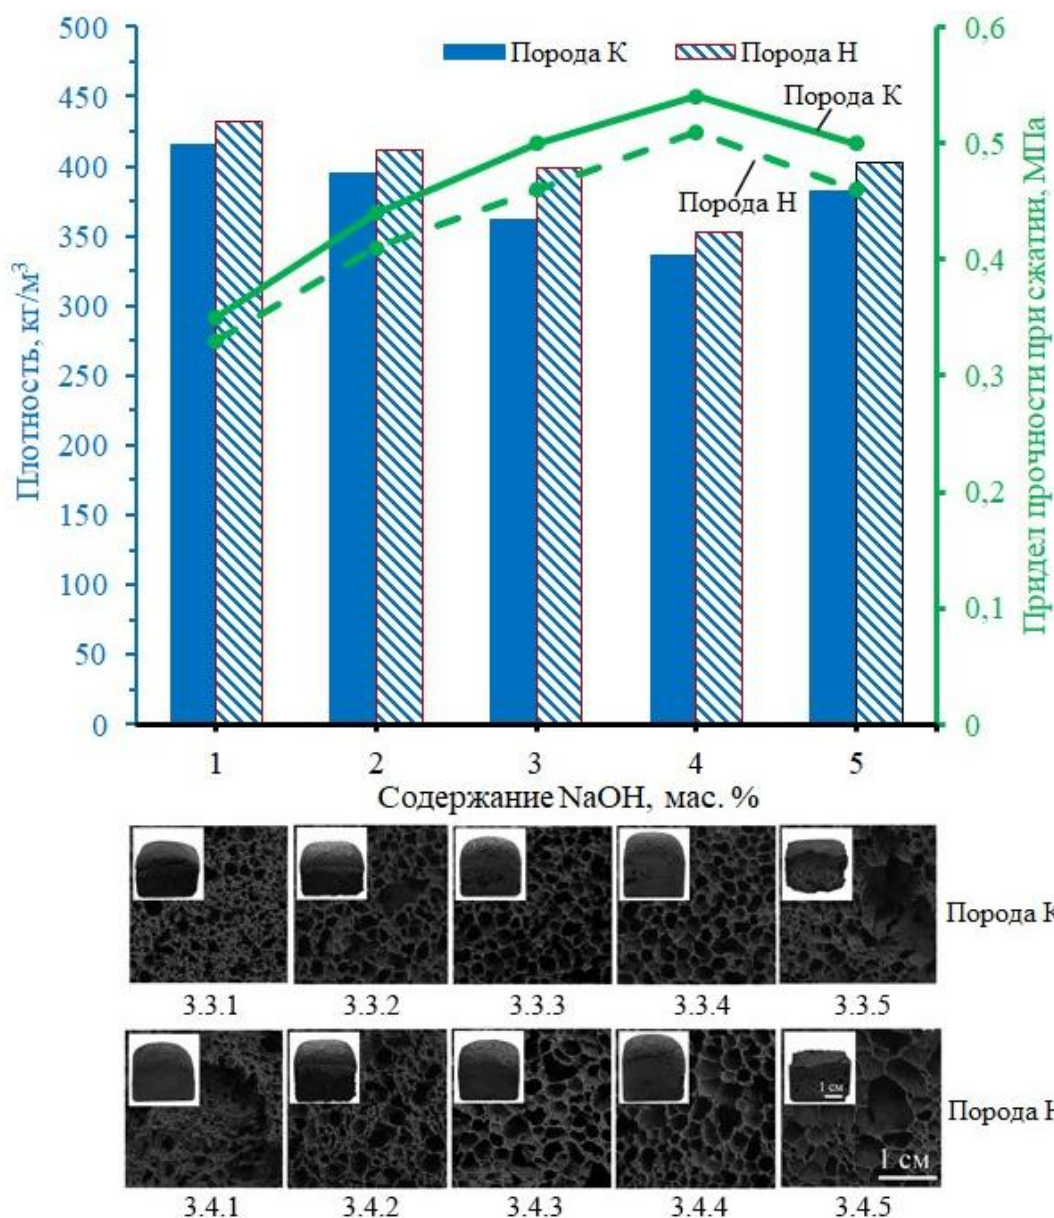 500
450
400
350
300
250
200
150
100
50
0
Плотность, кг/м³
0,6
0,5
0,4
0,3
0,2
0,1
0
Придел прочности при сжатии, МПа
Порода К
Порода Н
Порода К
Порода Н
1 2 3 4 5
Содержание NaOH, мас. %
Порода К
3.3.1 3.3.2 3.3.3 3.3.4 3.3.5
1 см
Порода Н
1 см
3.4.1 3.4.2 3.4.3 3.4.4 3.4.5